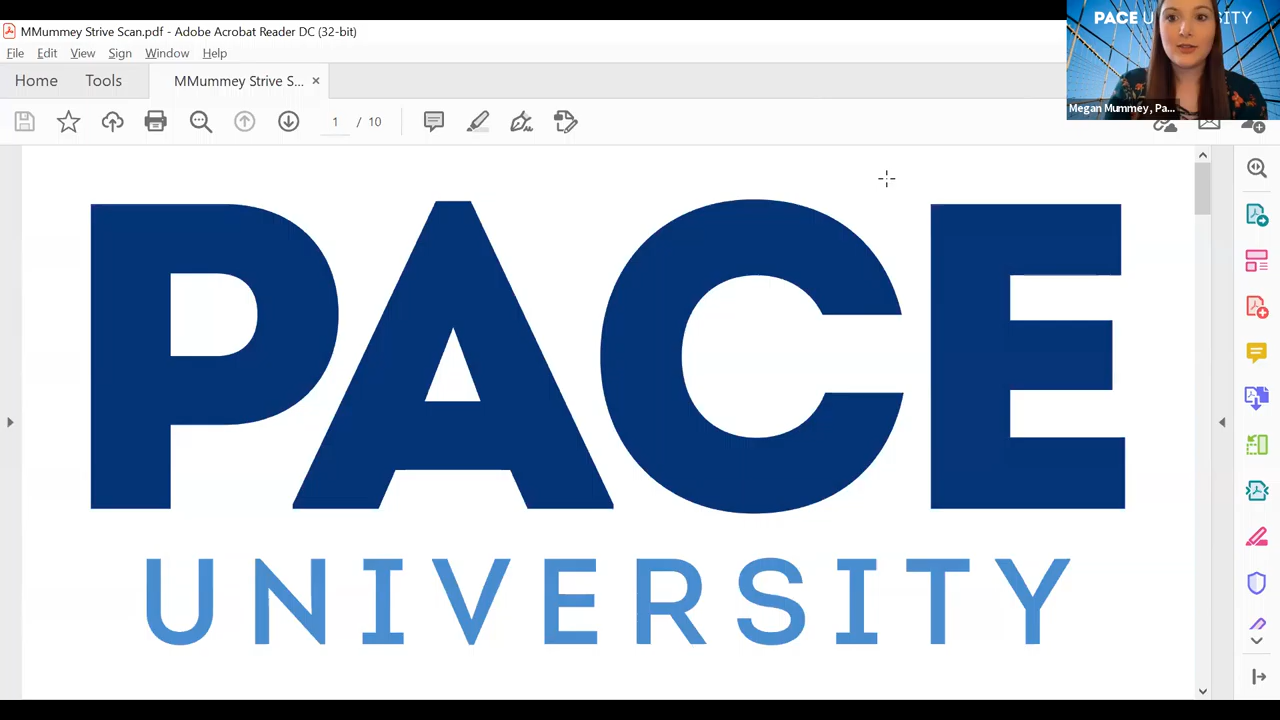 MMummey Strive Scan.pdf - Adobe Acrobat Reader DC (32-bit)
File Edit View Sign Window Help
Home Tools MMummey Strive S... ×
1 / 10
PACE UNIVERSITY
Megan Mummey, Pa...
PACE
UNIVERSITY